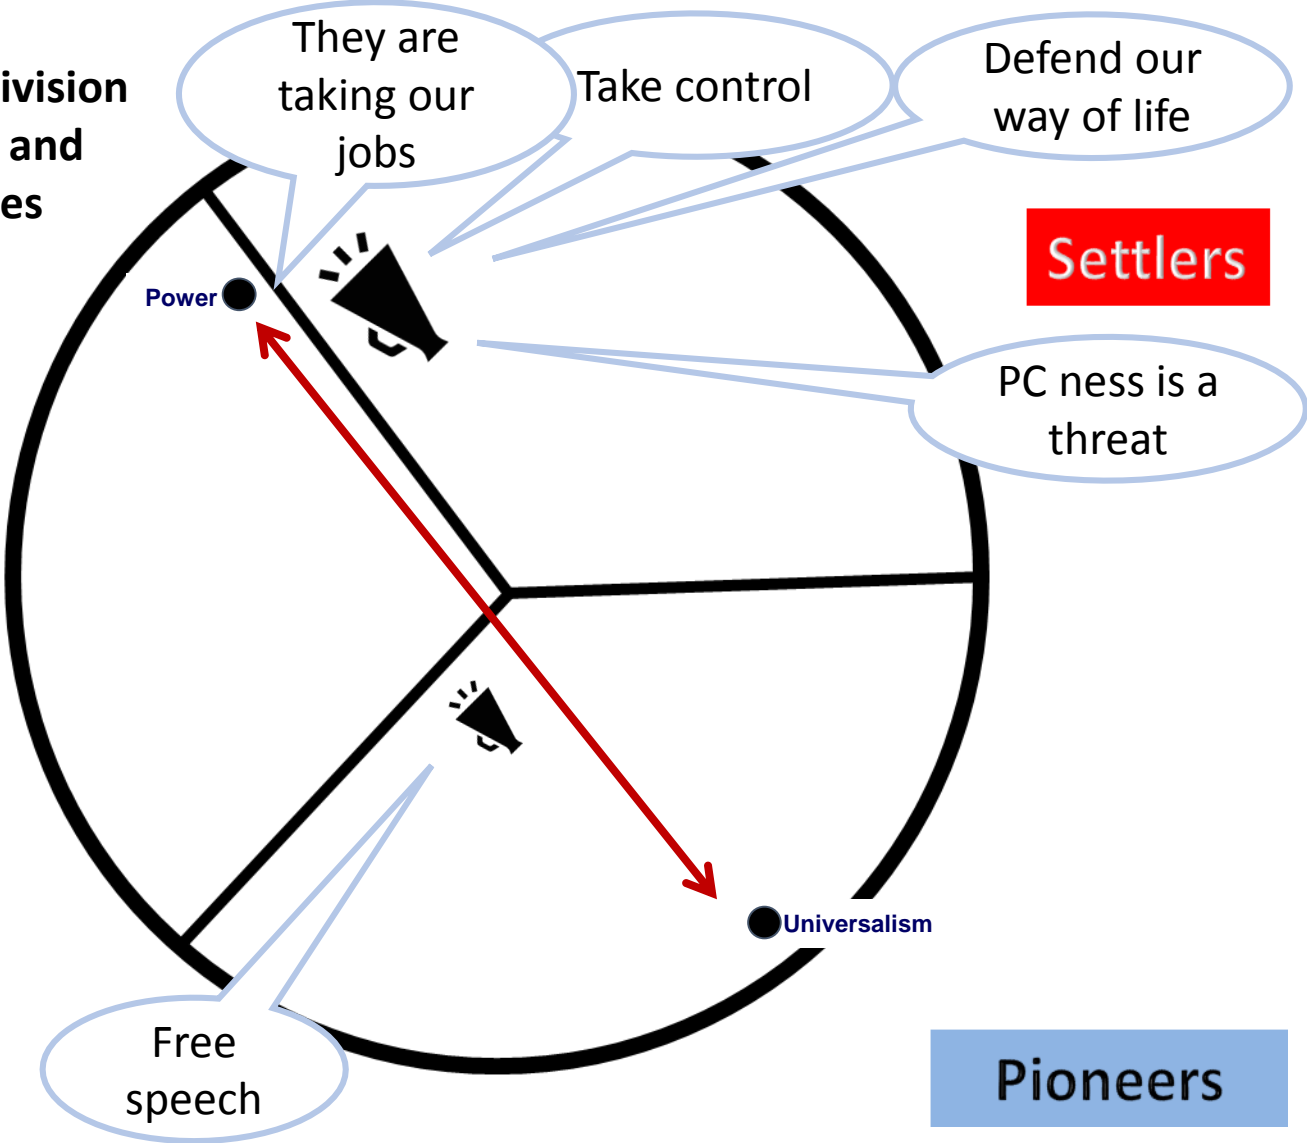 They are
taking our
jobs
Take control
Defend our
way of life
ivision
and
es
Settlers
Power
PC ness is a
threat
Universalism
Free
speech
Pioneers